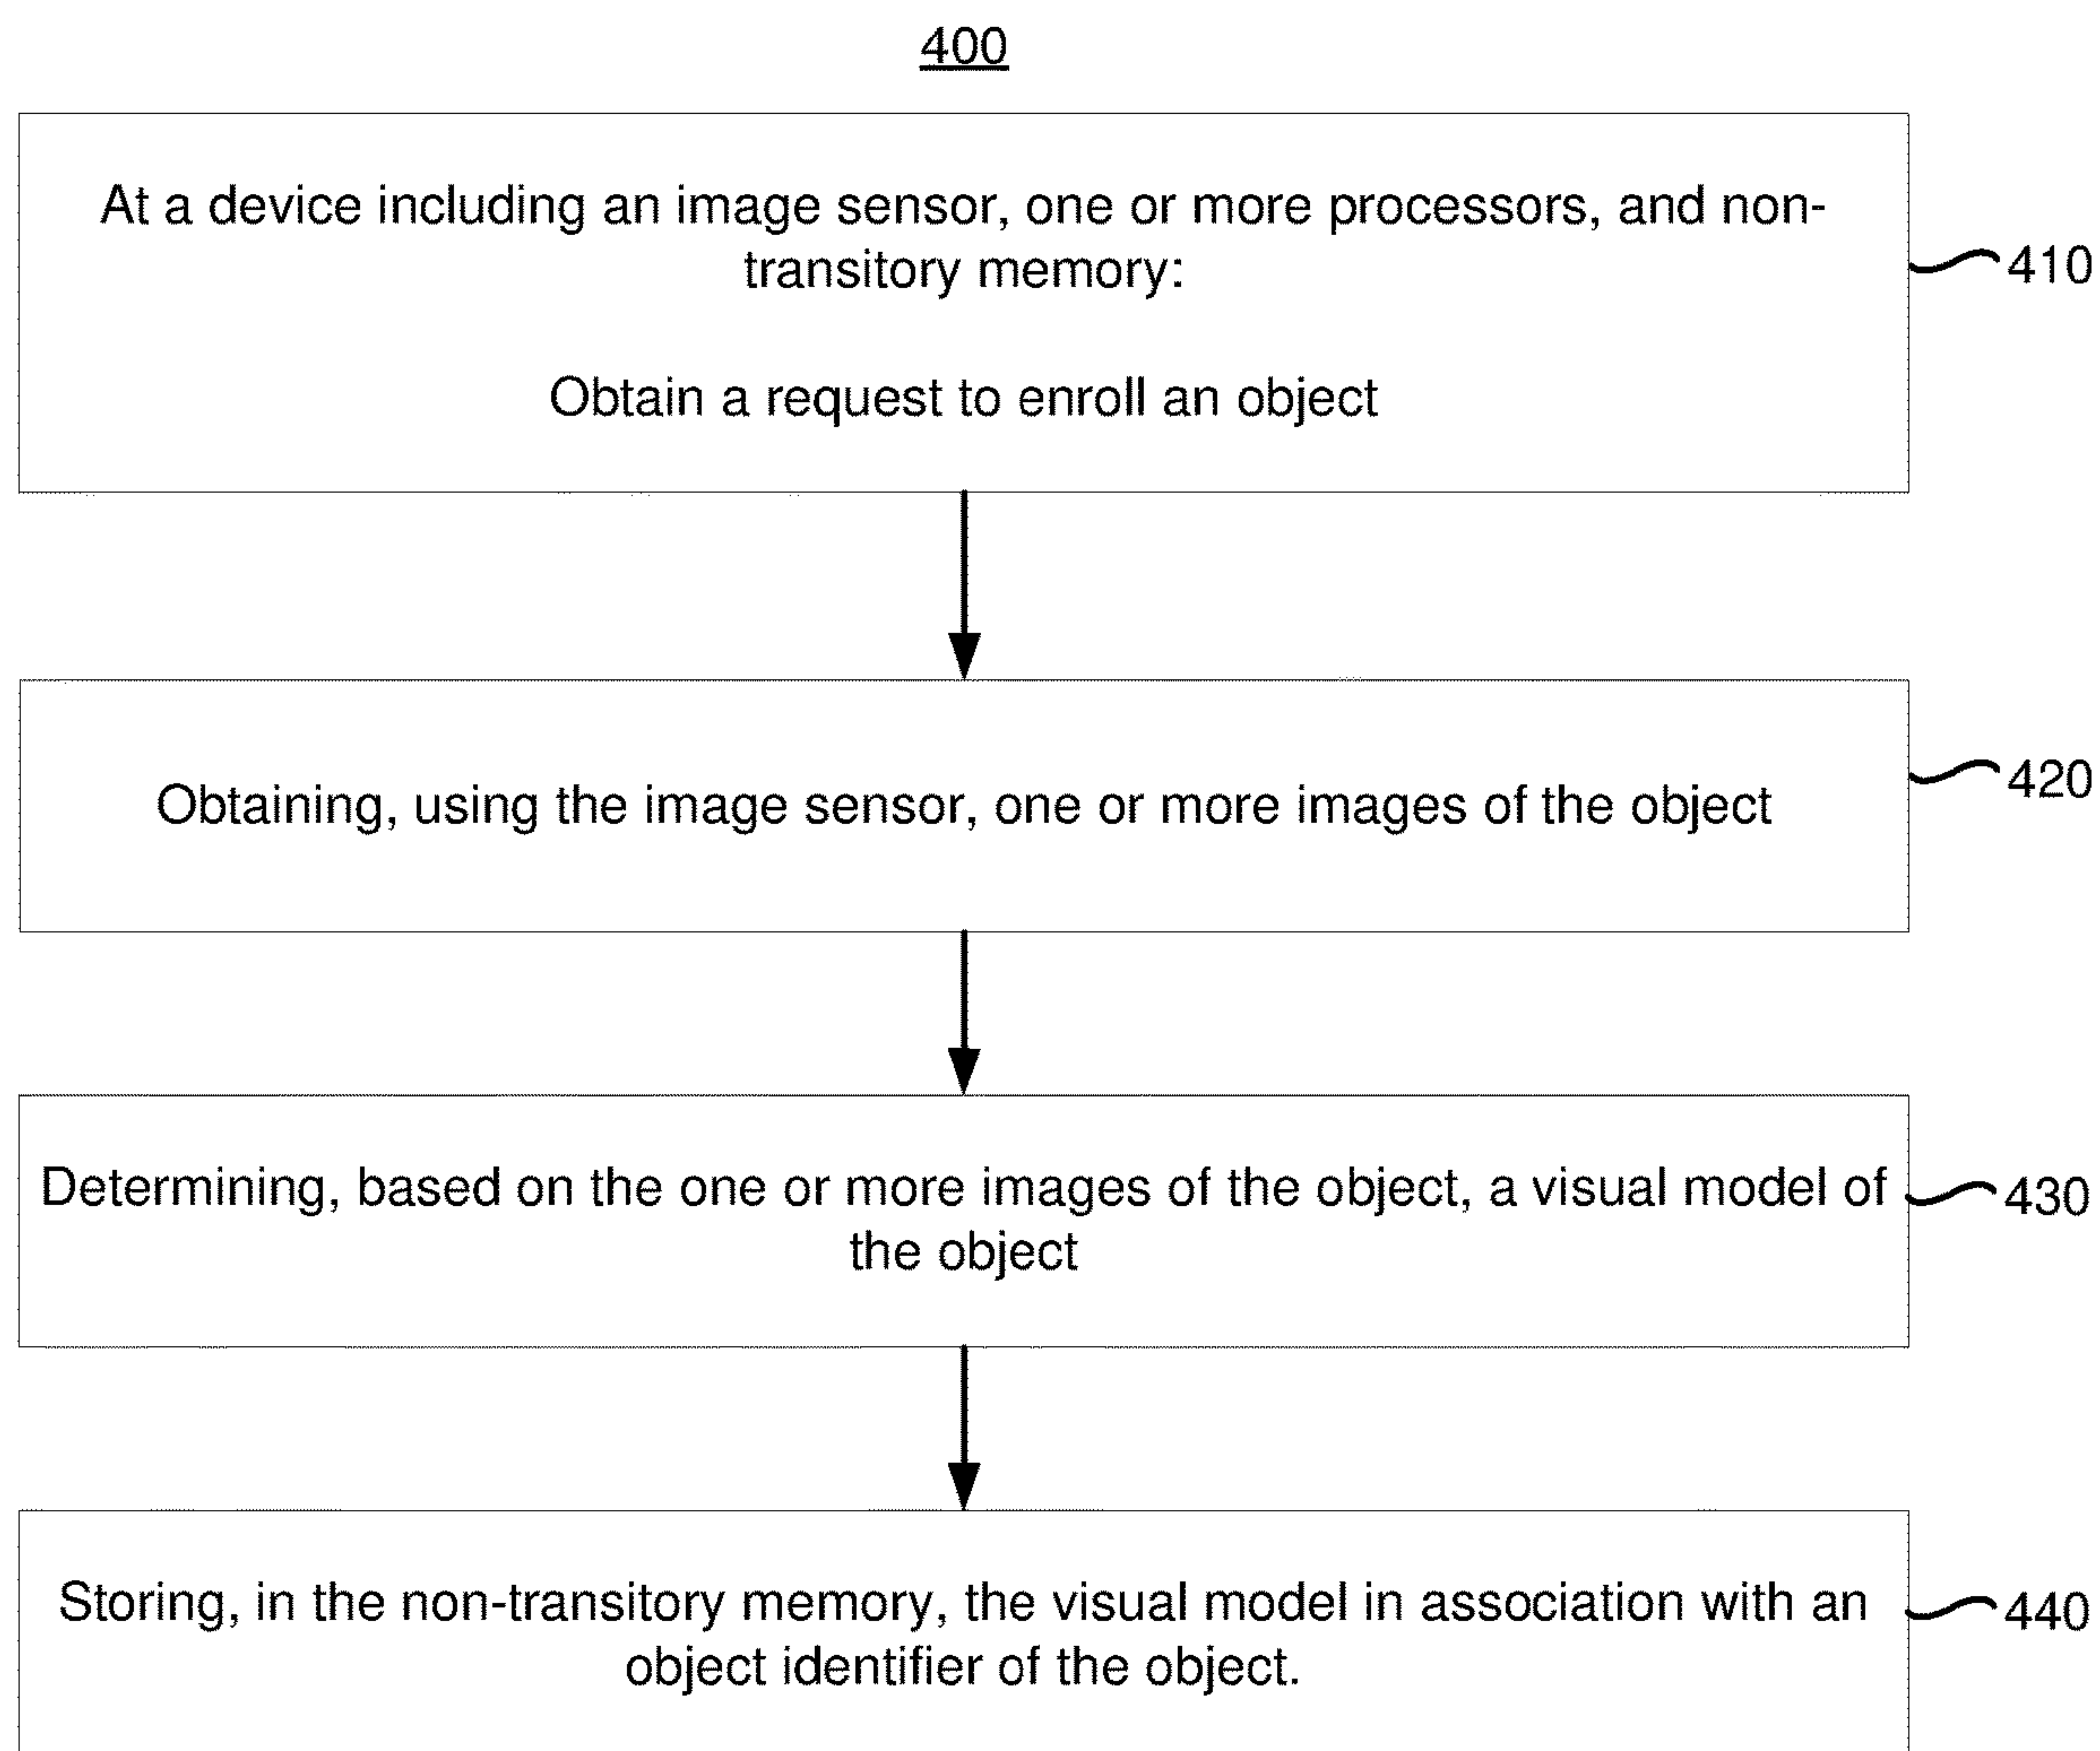 400
At a device including an image sensor, one or more processors, and non-
transitory memory:
Obtain a request to enroll an object
410
Obtaining, using the image sensor, one or more images of the object
420
Determining, based on the one or more images of the object, a visual model of
the object
430
Storing, in the non-transitory memory, the visual model in association with an
object identifier of the object.
440